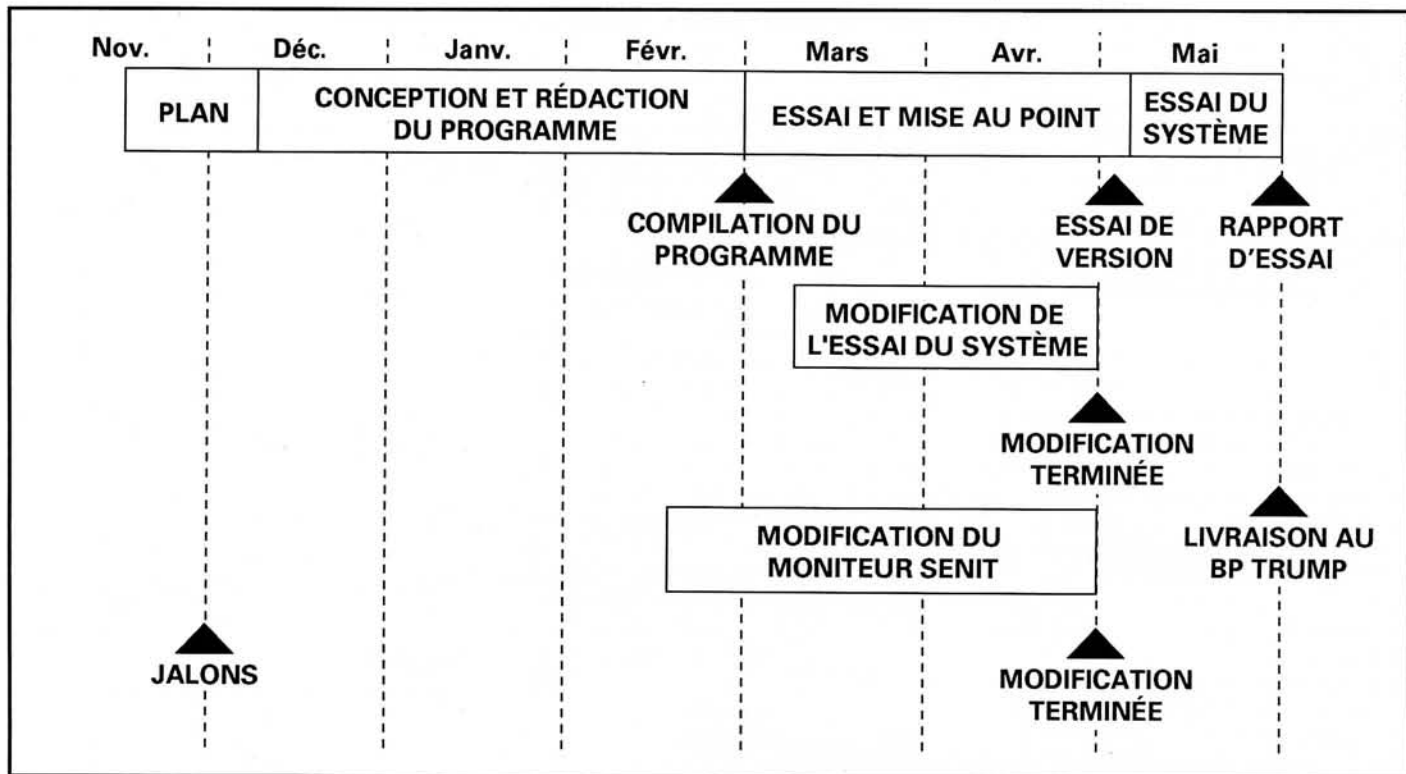 Nov. Déc. Janv. Févr. Mars Avr. Mai
PLAN
CONCEPTION ET RÉDACTION
DU PROGRAMME
ESSAI ET MISE AU POINT
ESSAI DU
SYSTÈME
COMPILATION DU
PROGRAMME
ESSAI DE
VERSION
RAPPORT
D'ESSAI
MODIFICATION DE
L'ESSAI DU SYSTÈME
MODIFICATION
TERMINÉE
MODIFICATION DU
MONITEUR SENIT
LIVRAISON AU
BP TRUMP
JALONS
MODIFICATION
TERMINÉE